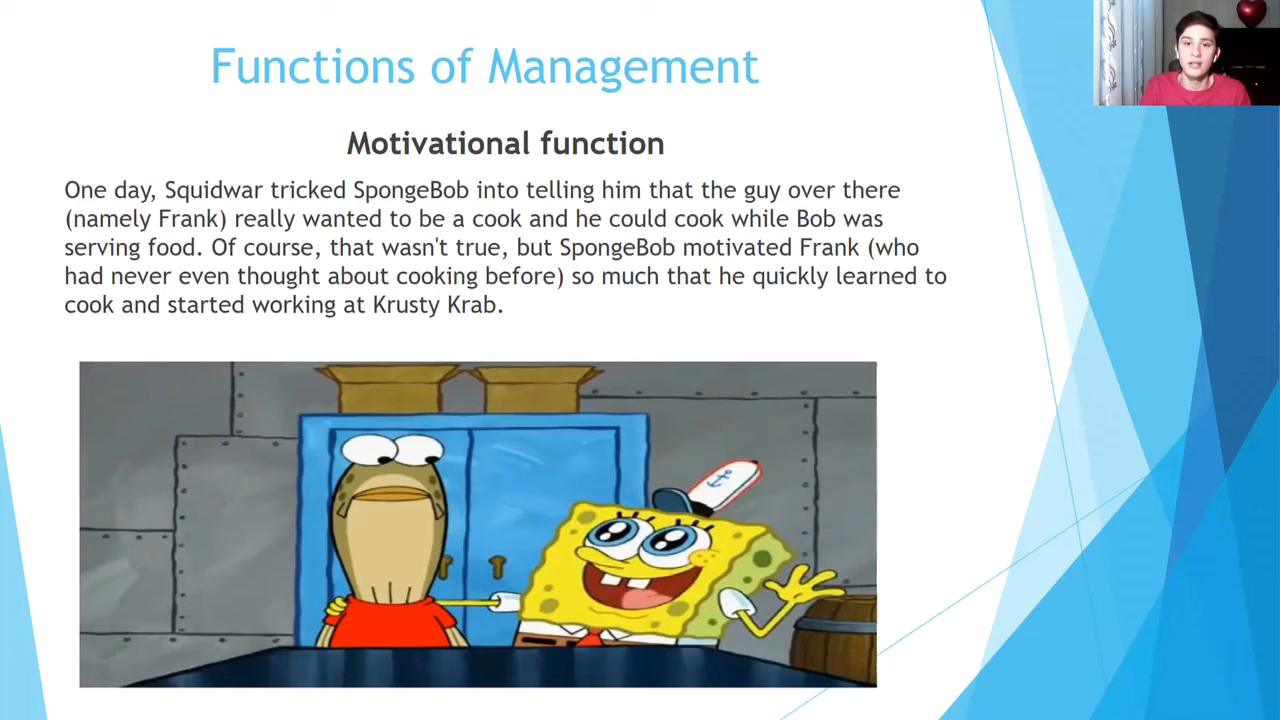 Functions of Management
Motivational function
One day, Squidwar tricked SpongeBob into telling him that the guy over there
(namely Frank) really wanted to be a cook and he could cook while Bob was
serving food. Of course, that wasn't true, but SpongeBob motivated Frank (who
had never even thought about cooking before) so much that he quickly learned to
cook and started working at Krusty Krab.